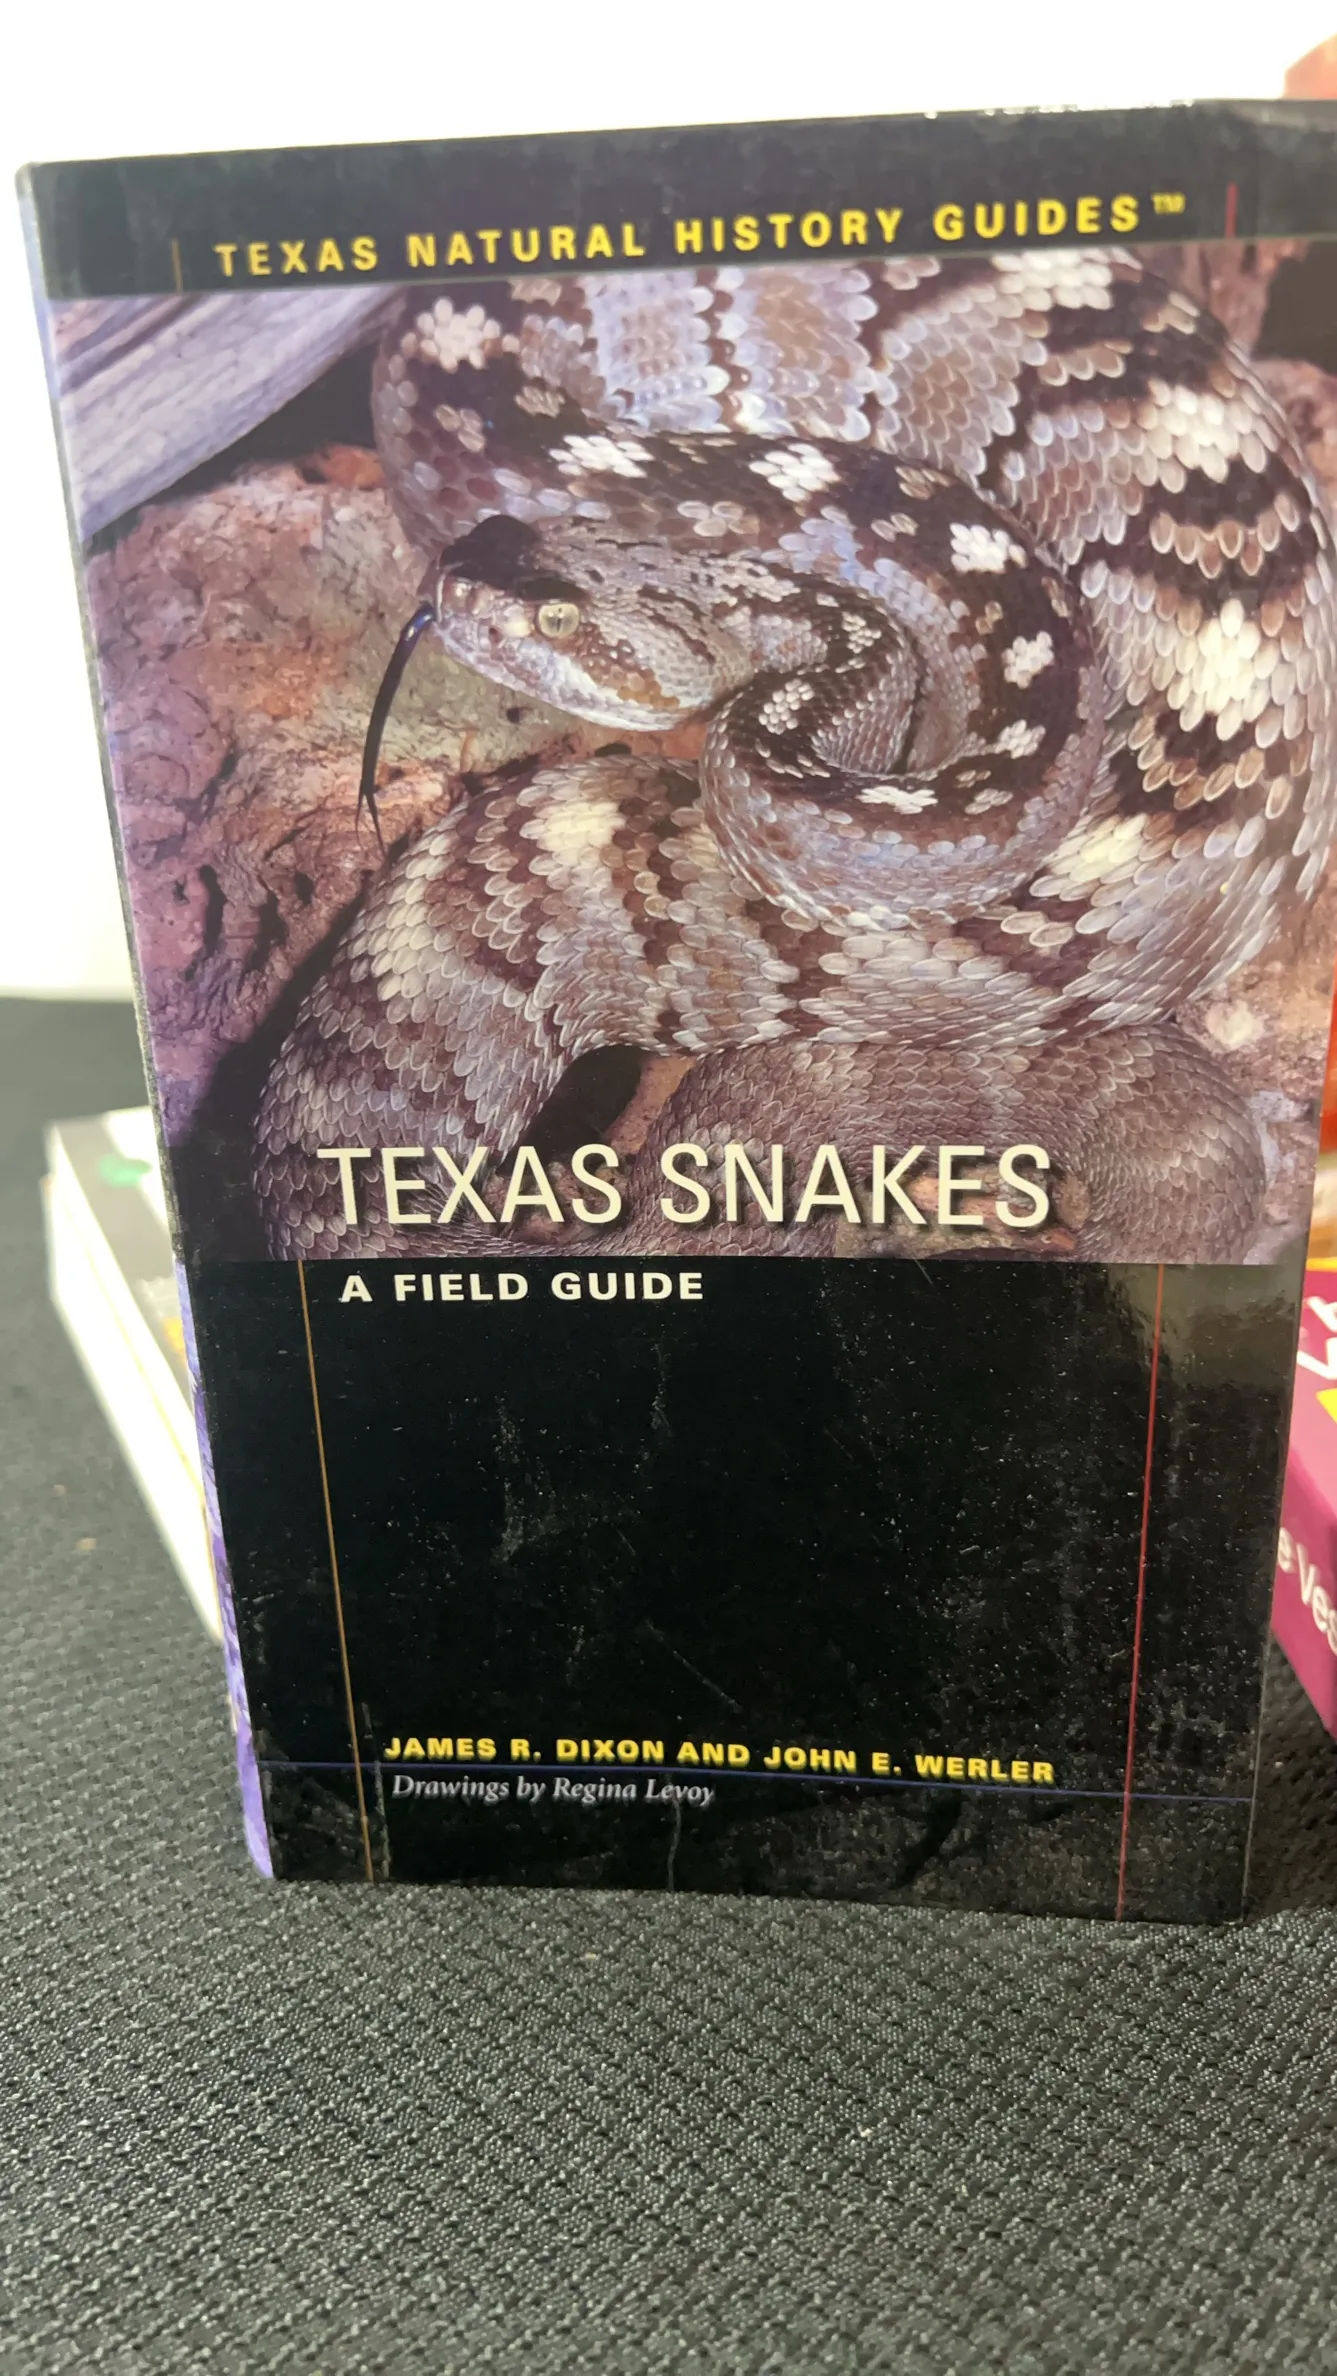 TEXAS NATURAL HISTORY GUIDES™
TEXAS SNAKES
A FIELD GUIDE
JAMES R. DIXON AND JOHN E. WERLER
Drawings by Regina Levoy